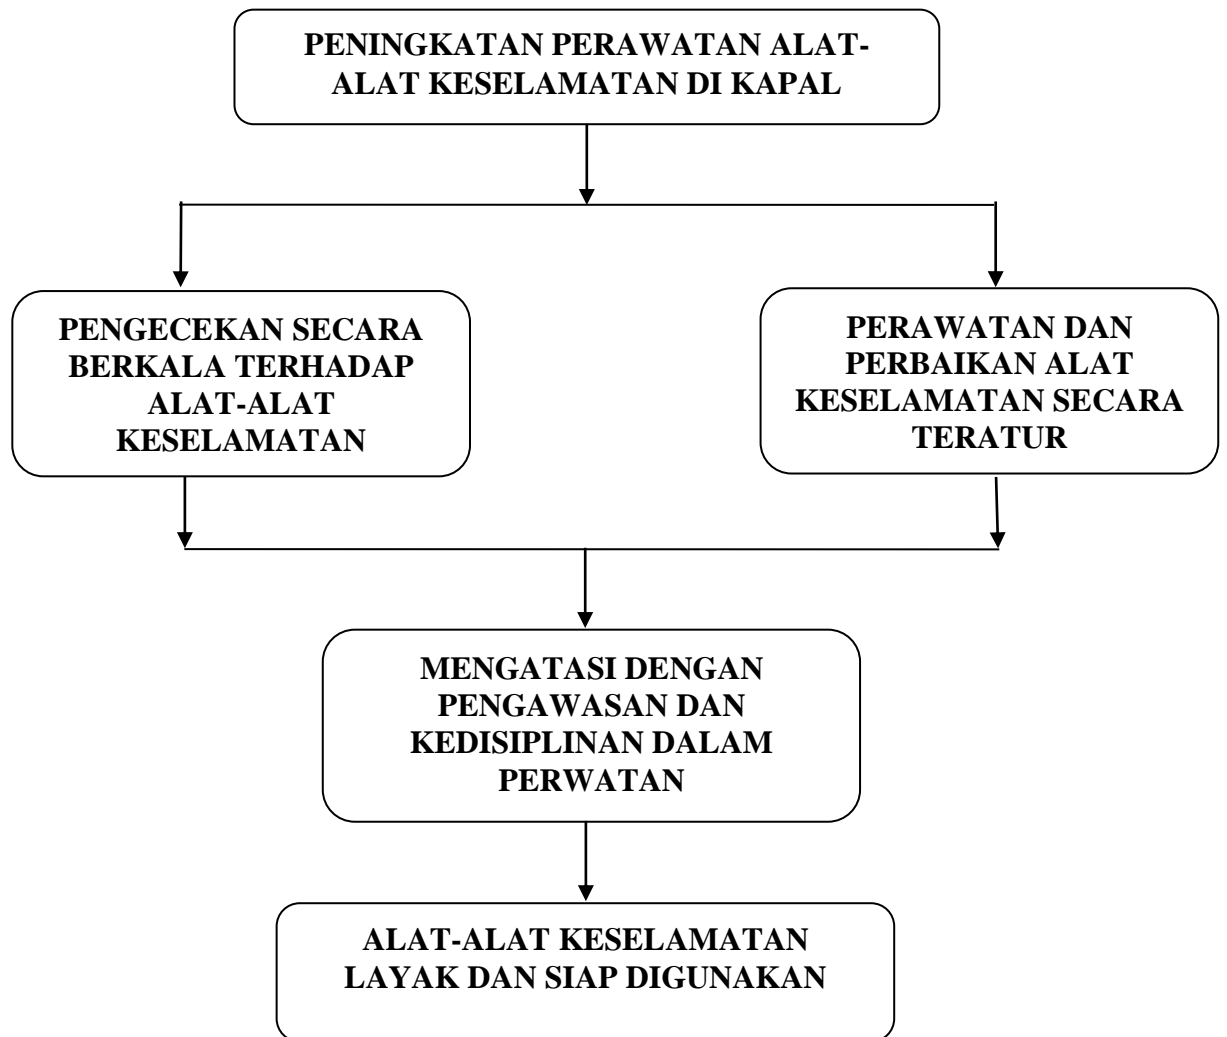 PENINGKATAN PERAWATAN ALAT-
ALAT KESELAMATAN DI KAPAL
PENGECEKAN SECARA
BERKALA TERHADAP
ALAT-ALAT
KESELAMATAN
PERAWATAN DAN
PERBAIKAN ALAT
KESELAMATAN SECARA
TERATUR
MENGATASI DENGAN
PENGAWASAN DAN
KEDISIPLINAN DALAM
PERWATAN
ALAT-ALAT KESELAMATAN
LAYAK DAN SIAP DIGUNAKAN